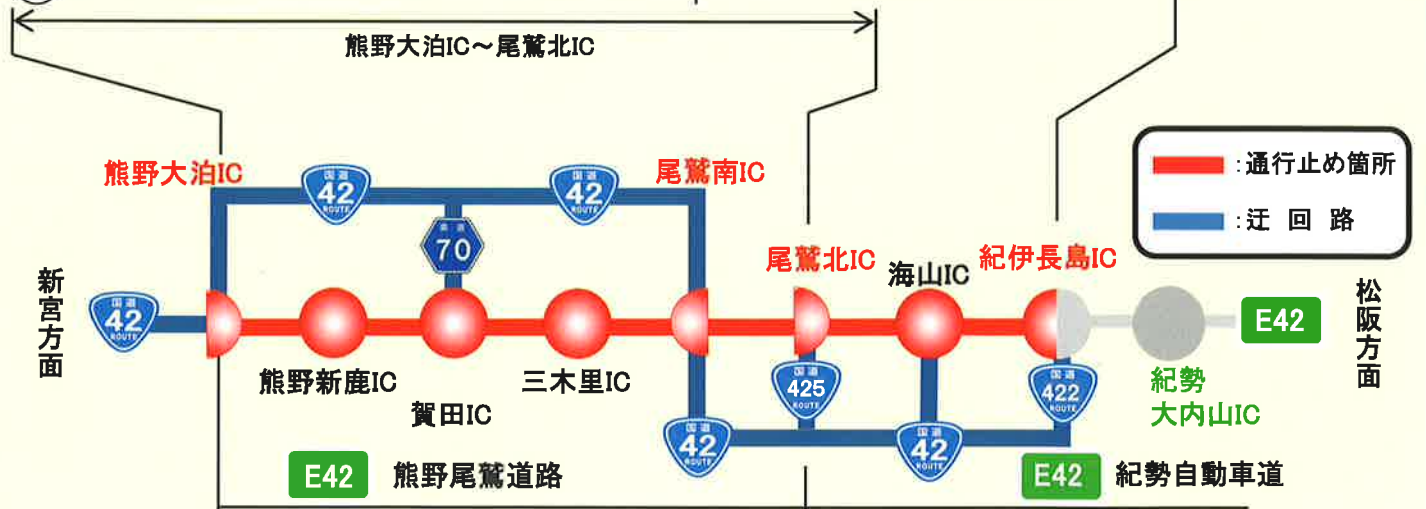 熊野大泊IC～尾鷲北IC
:通行止め箇所
:迂 回 路
熊野大泊IC
国道
42
ROUTE
国道
42
ROUTE
尾鷲南IC
70
尾鷲北IC
海山IC
紀伊長島IC
新宮方面
国道
42
ROUTE
E42
松阪方面
熊野新鹿IC
賀田IC
三木里IC
国道
425
ROUTE
国道
422
ROUTE
紀勢
大内山IC
国道
42
ROUTE
国道
42
ROUTE
E42 熊野尾鷲道路
E42 紀勢自動車道